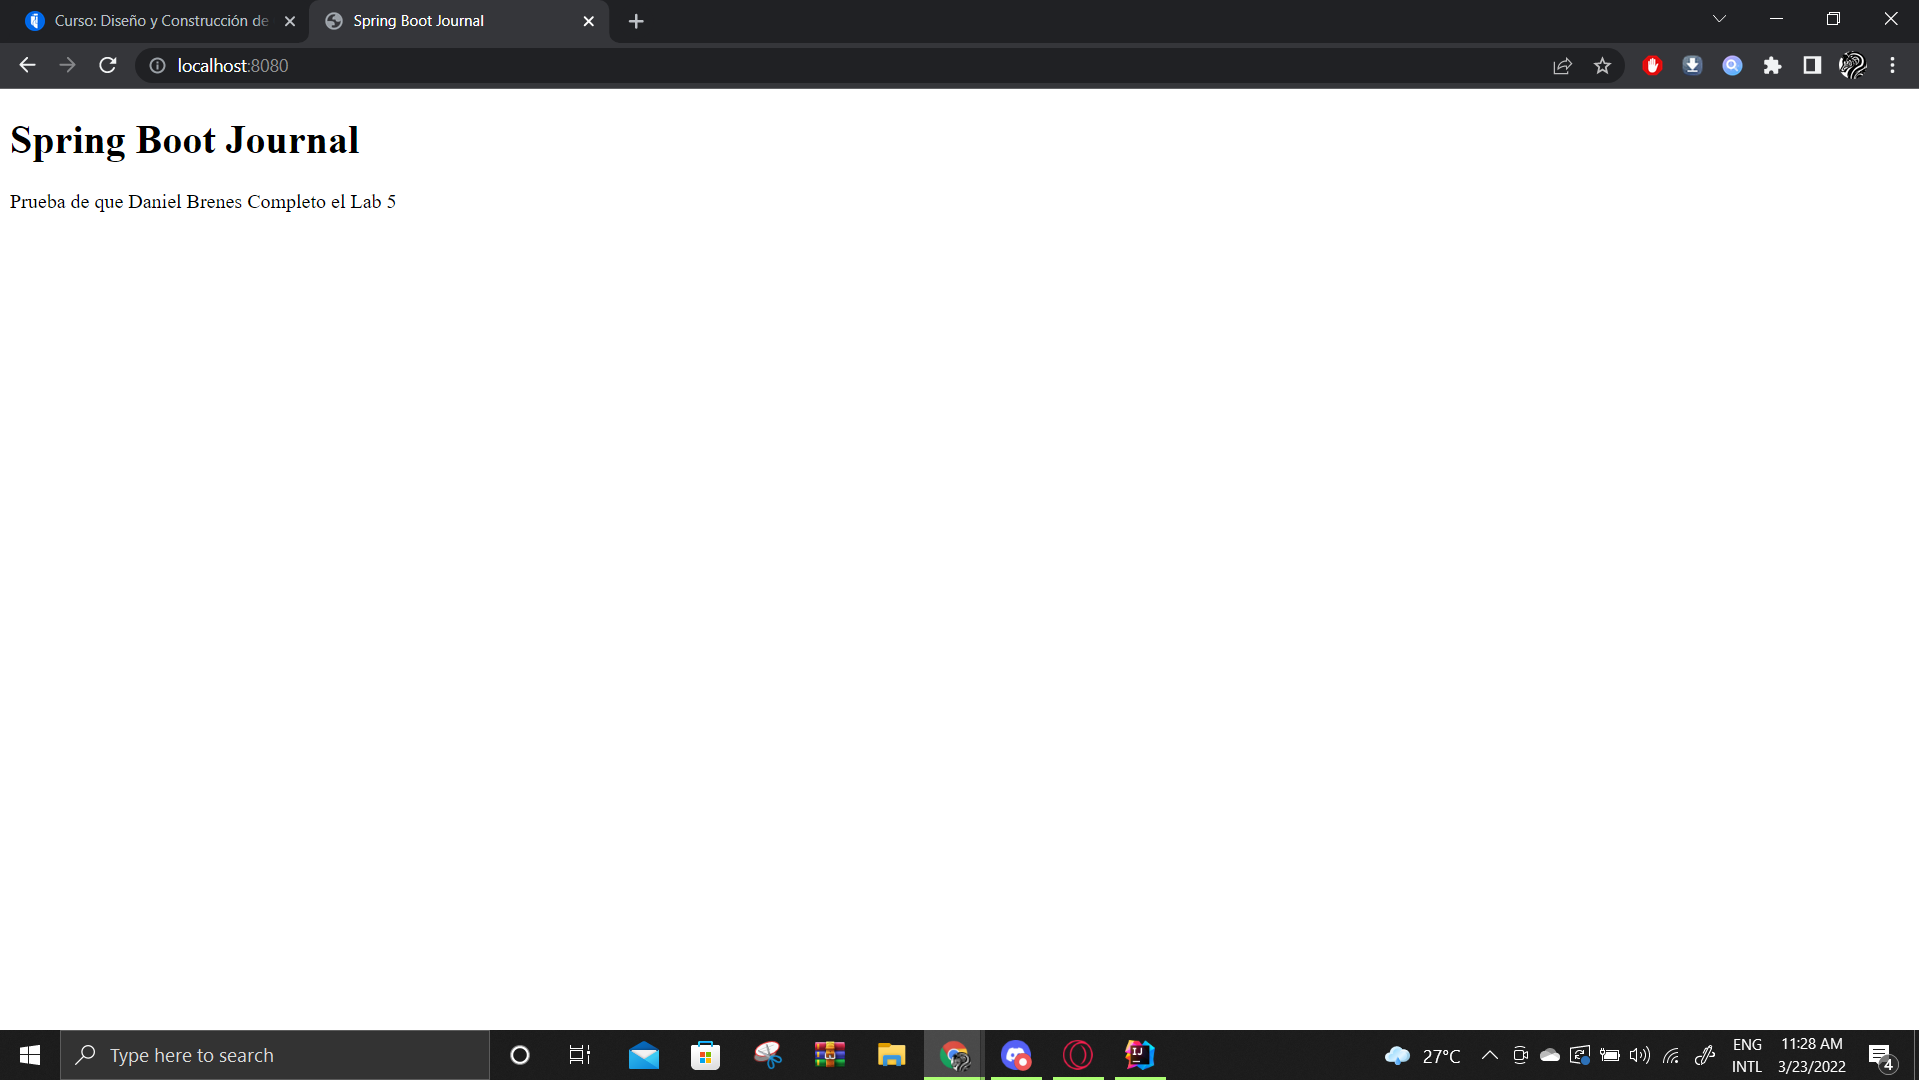 Curso: Diseño y Construcción de
Spring Boot Journal
localhost:8080
Spring Boot Journal
Prueba de que Daniel Brenes Completo el Lab 5
Type here to search
27°C
ENG
INTL
11:28 AM
3/23/2022
4